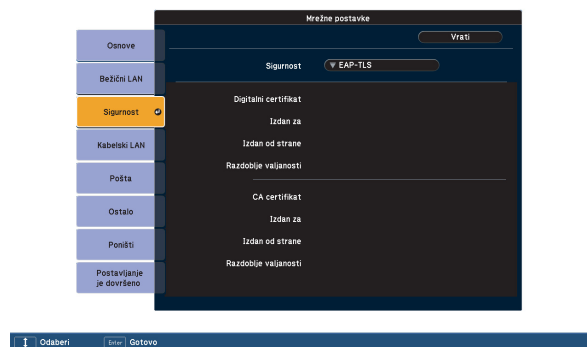 Mrežne postavke
Vrati
Osnove
Bežični LAN
Sigurnost
Kabelski LAN
Pošta
Ostalo
Poništi
Postavljanje
je dovršeno
Sigurnost
EAP-TLS
Digitalni certifikat
Izdan za
Izdan od strane
Razdoblje valjanosti
CA certifikat
Izdan za
Izdan od strane
Razdoblje valjanosti
Odaberi
Enter Gotovo